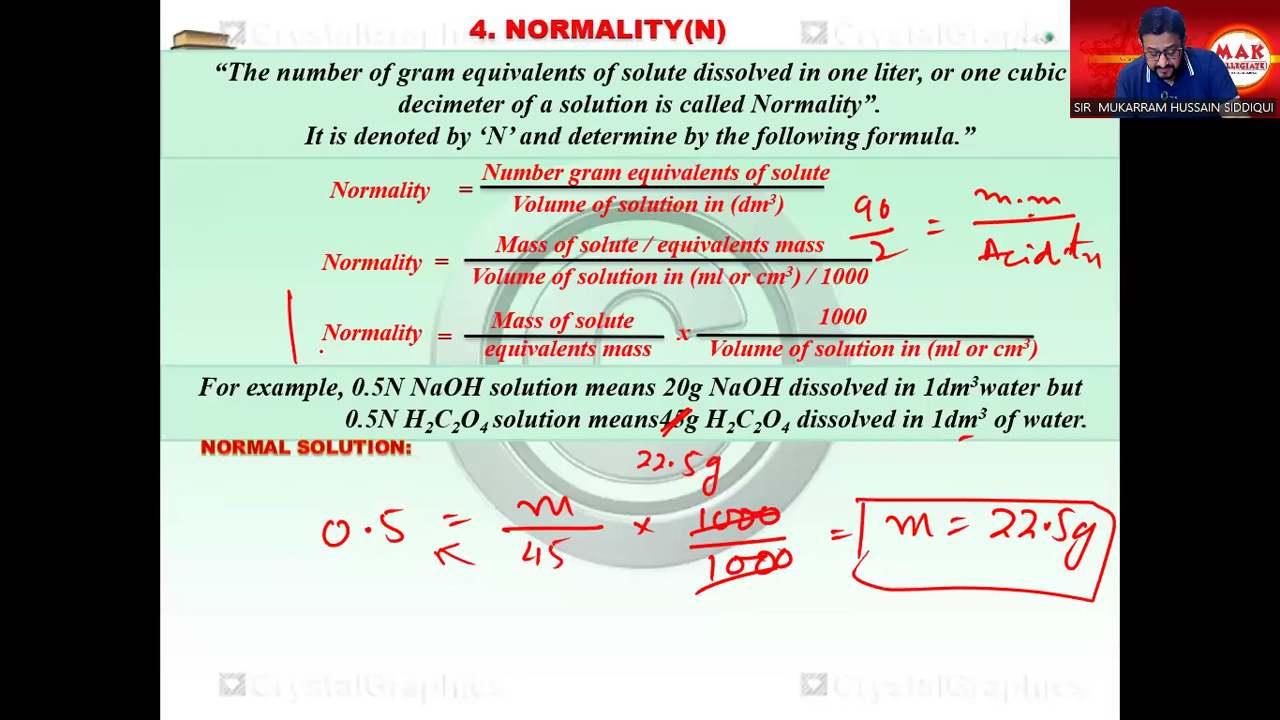 4. NORMALITY(N)
MAK
COLLEGIATE
SIR MUKARRAM HUSSAIN SIDDIQUI
“The number of gram equivalents of solute dissolved in one liter, or one cubic
decimeter of a solution is called Normality”.
It is denoted by ‘N’ and determine by the following formula.”
Normality = Number gram equivalents of solute / Volume of solution in (dm³)
90/2 = m.m/Acidity
Normality = Mass of solute / equivalents mass / Volume of solution in (ml or cm³) / 1000
Normality = Mass of solute / equivalents mass x 1000 / Volume of solution in (ml or cm³)
For example, 0.5N NaOH solution means 20g NaOH dissolved in 1dm³water but
0.5N H₂C₂O₄ solution means45g H₂C₂O₄ dissolved in 1dm³ of water.
NORMAL SOLUTION:
22.5g
0.5 = m/45 × 1000/1000 = m = 22.5g
CrystalGraphics
CrystalGraphics